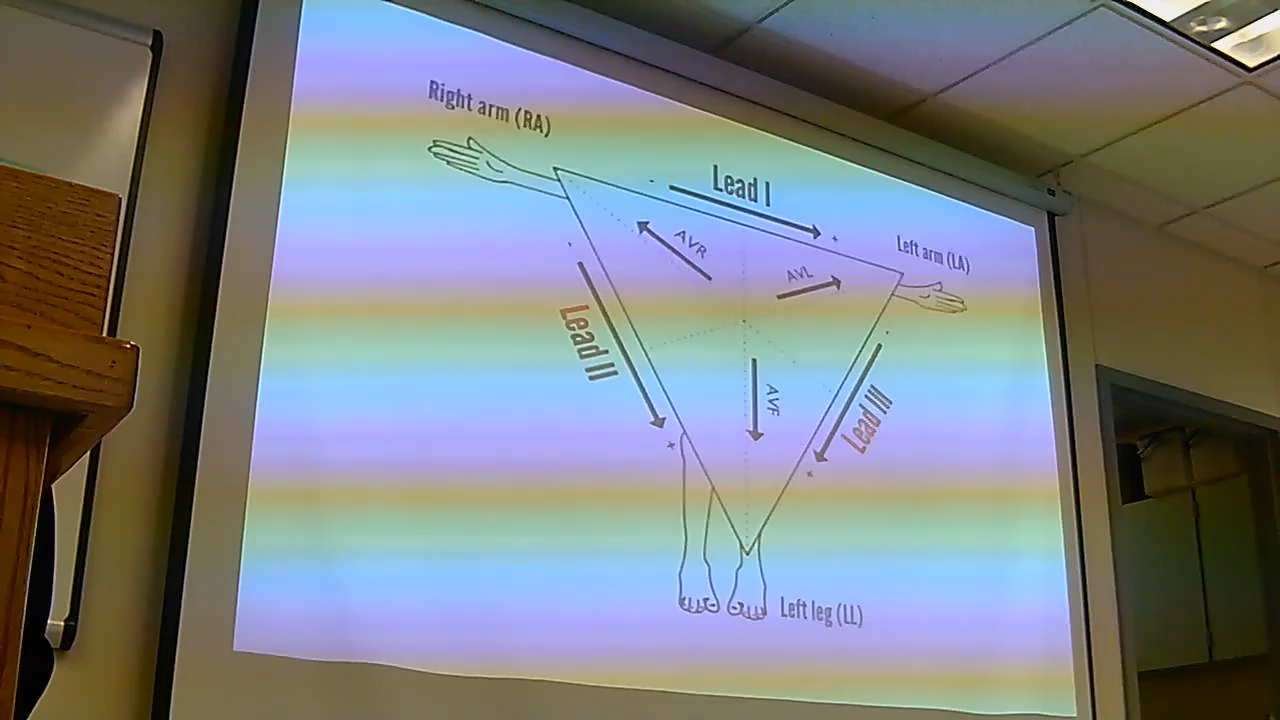 Right arm (RA)
Lead I
Left arm (LA)
AVR
AVL
Lead II
AVF
Lead III
Left leg (LL)